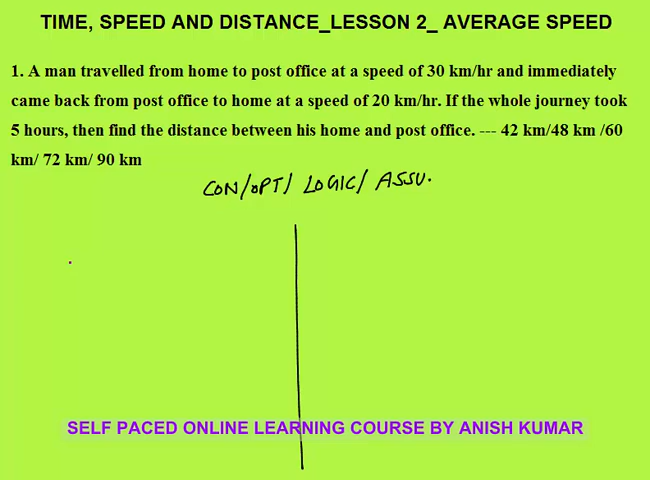 TIME, SPEED AND DISTANCE_LESSON 2_ AVERAGE SPEED
1. A man travelled from home to post office at a speed of 30 km/hr and immediately
came back from post office to home at a speed of 20 km/hr. If the whole journey took
5 hours, then find the distance between his home and post office. --- 42 km/48 km /60
km/ 72 km/ 90 km
CON/OPT/ LOGIC/ ASSU.
SELF PACED ONLINE LEARNING COURSE BY ANISH KUMAR